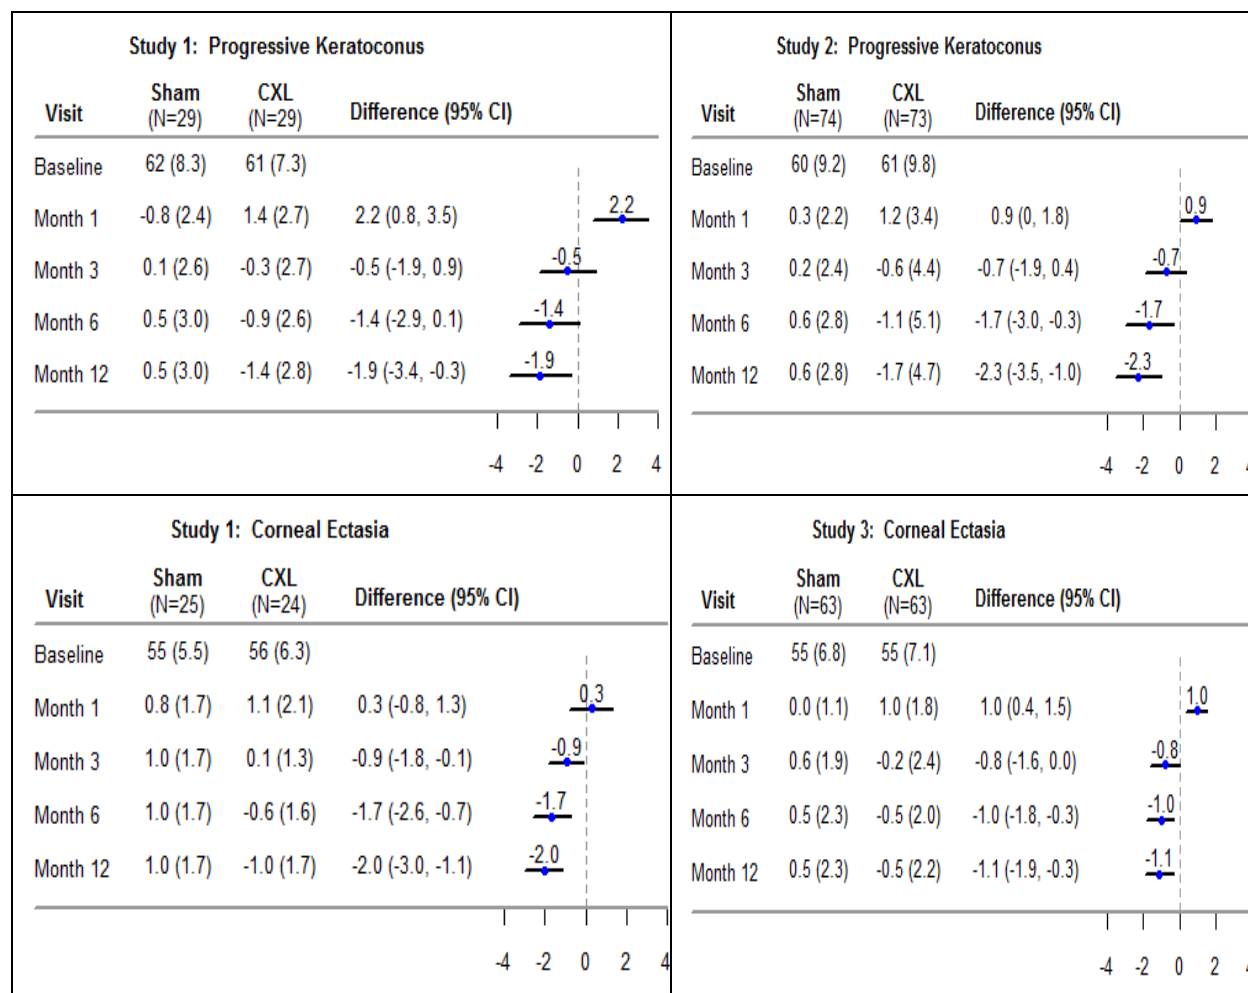 Study 1:  Progressive Keratoconus
Visit Sham (N=29) CXL (N=29) Difference (95% CI)
Baseline 62 (8.3) 61 (7.3)
Month 1 -0.8 (2.4) 1.4 (2.7) 2.2 (0.8, 3.5) 2.2
Month 3 0.1 (2.6) -0.3 (2.7) -0.5 (-1.9, 0.9) -0.5
Month 6 0.5 (3.0) -0.9 (2.6) -1.4 (-2.9, 0.1) -1.4
Month 12 0.5 (3.0) -1.4 (2.8) -1.9 (-3.4, -0.3) -1.9
-4 -2 0 2 4
Study 2:  Progressive Keratoconus
Visit Sham (N=74) CXL (N=73) Difference (95% CI)
Baseline 60 (9.2) 61 (9.8)
Month 1 0.3 (2.2) 1.2 (3.4) 0.9 (0, 1.8) 0.9
Month 3 0.2 (2.4) -0.6 (4.4) -0.7 (-1.9, 0.4) -0.7
Month 6 0.6 (2.8) -1.1 (5.1) -1.7 (-3.0, -0.3) -1.7
Month 12 0.6 (2.8) -1.7 (4.7) -2.3 (-3.5, -1.0) -2.3
-4 -2 0 2
Study 1:  Corneal Ectasia
Visit Sham (N=25) CXL (N=24) Difference (95% CI)
Baseline 55 (5.5) 56 (6.3)
Month 1 0.8 (1.7) 1.1 (2.1) 0.3 (-0.8, 1.3) 0.3
Month 3 1.0 (1.7) 0.1 (1.3) -0.9 (-1.8, -0.1) -0.9
Month 6 1.0 (1.7) -0.6 (1.6) -1.7 (-2.6, -0.7) -1.7
Month 12 1.0 (1.7) -1.0 (1.7) -2.0 (-3.0, -1.1) -2.0
-4 -2 0 2 4
Study 3:  Corneal Ectasia
Visit Sham (N=63) CXL (N=63) Difference (95% CI)
Baseline 55 (6.8) 55 (7.1)
Month 1 0.0 (1.1) 1.0 (1.8) 1.0 (0.4, 1.5) 1.0
Month 3 0.6 (1.9) -0.2 (2.4) -0.8 (-1.6, 0.0) -0.8
Month 6 0.5 (2.3) -0.5 (2.0) -1.0 (-1.8, -0.3) -1.0
Month 12 0.5 (2.3) -0.5 (2.2) -1.1 (-1.9, -0.3) -1.1
-4 -2 0 2